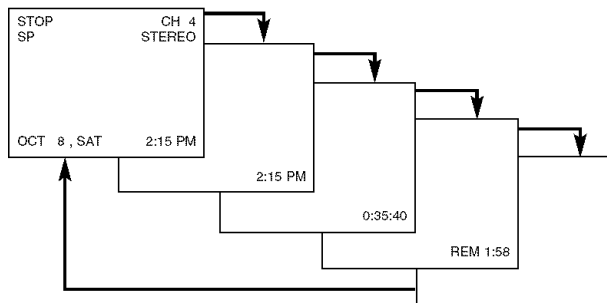 STOP CH 4
SP STEREO
OCT 8 , SAT 2:15 PM
2:15 PM
0:35:40
REM 1:58